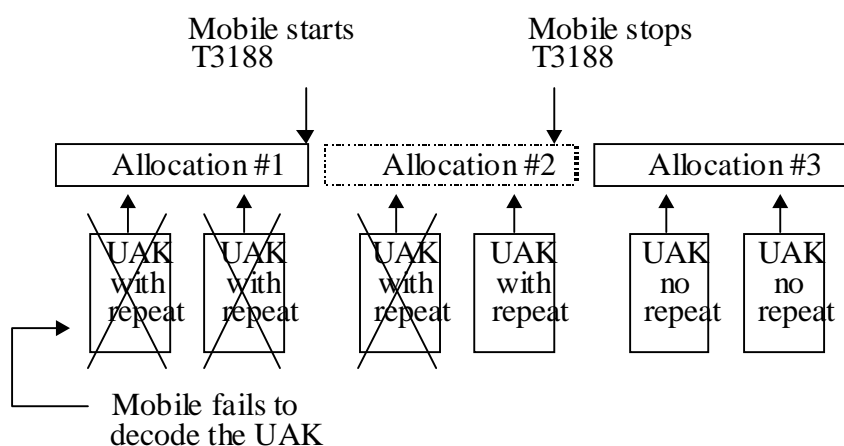 Mobile starts
T3188
Mobile stops
T3188
Allocation #1
Allocation #2
Allocation #3
UAK
with
repeat
UAK
with
repeat
UAK
with
repeat
UAK
with
repeat
UAK
no
repeat
UAK
no
repeat
Mobile fails to
decode the UAK